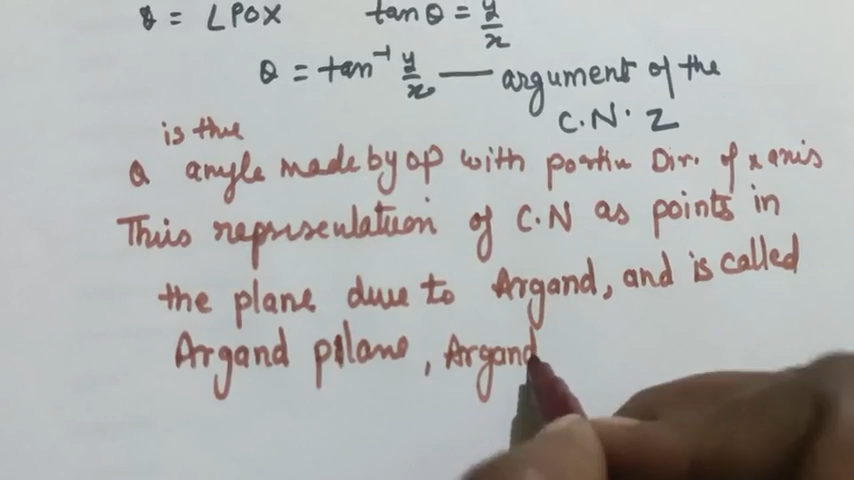 θ = ∠POX tan θ = y/x
θ = tan⁻¹ y/x — argument of the
C.N. Z
is the
θ angle made by op with positiv Dir. of x axis
This representation of C.N as points in
the plane due to Argand, and is called
Argand plane, Argand